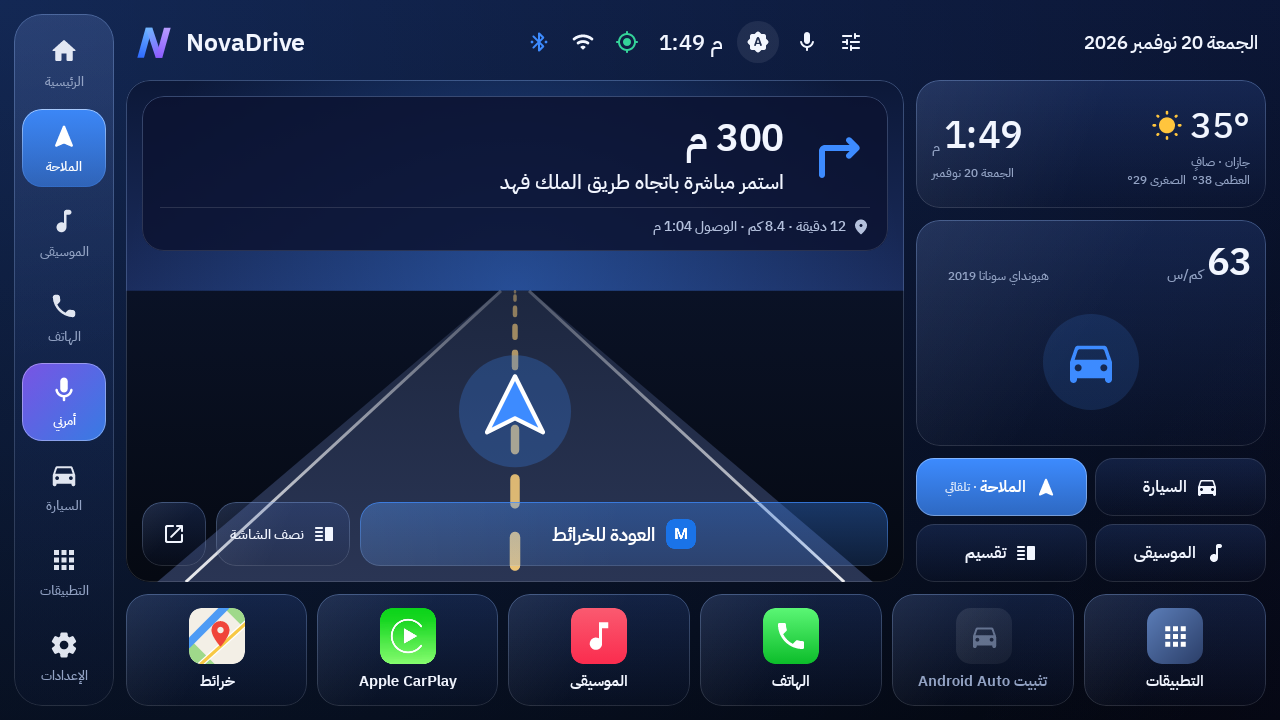 NovaDrive
1:49 م
A
الجمعة 20 نوفمبر 2026
الرئيسية
الملاحة
الموسيقى
الهاتف
أمرني
السيارة
التطبيقات
الإعدادات
300 م
استمر مباشرة باتجاه طريق الملك فهد
12 دقيقة · 8.4 كم · الوصول 1:04 م
M العودة للخرائط
نصف الشاشة
35°
جازان · صافٍ
العظمى 38° الصغرى 29°
1:49 م
الجمعة 20 نوفمبر
63 كم/س
هيونداي سوناتا 2019
السيارة
الملاحة · تلقائي
الموسيقى
تقسيم
التطبيقات
تثبيت Android Auto
الهاتف
الموسيقى
Apple CarPlay
خرائط